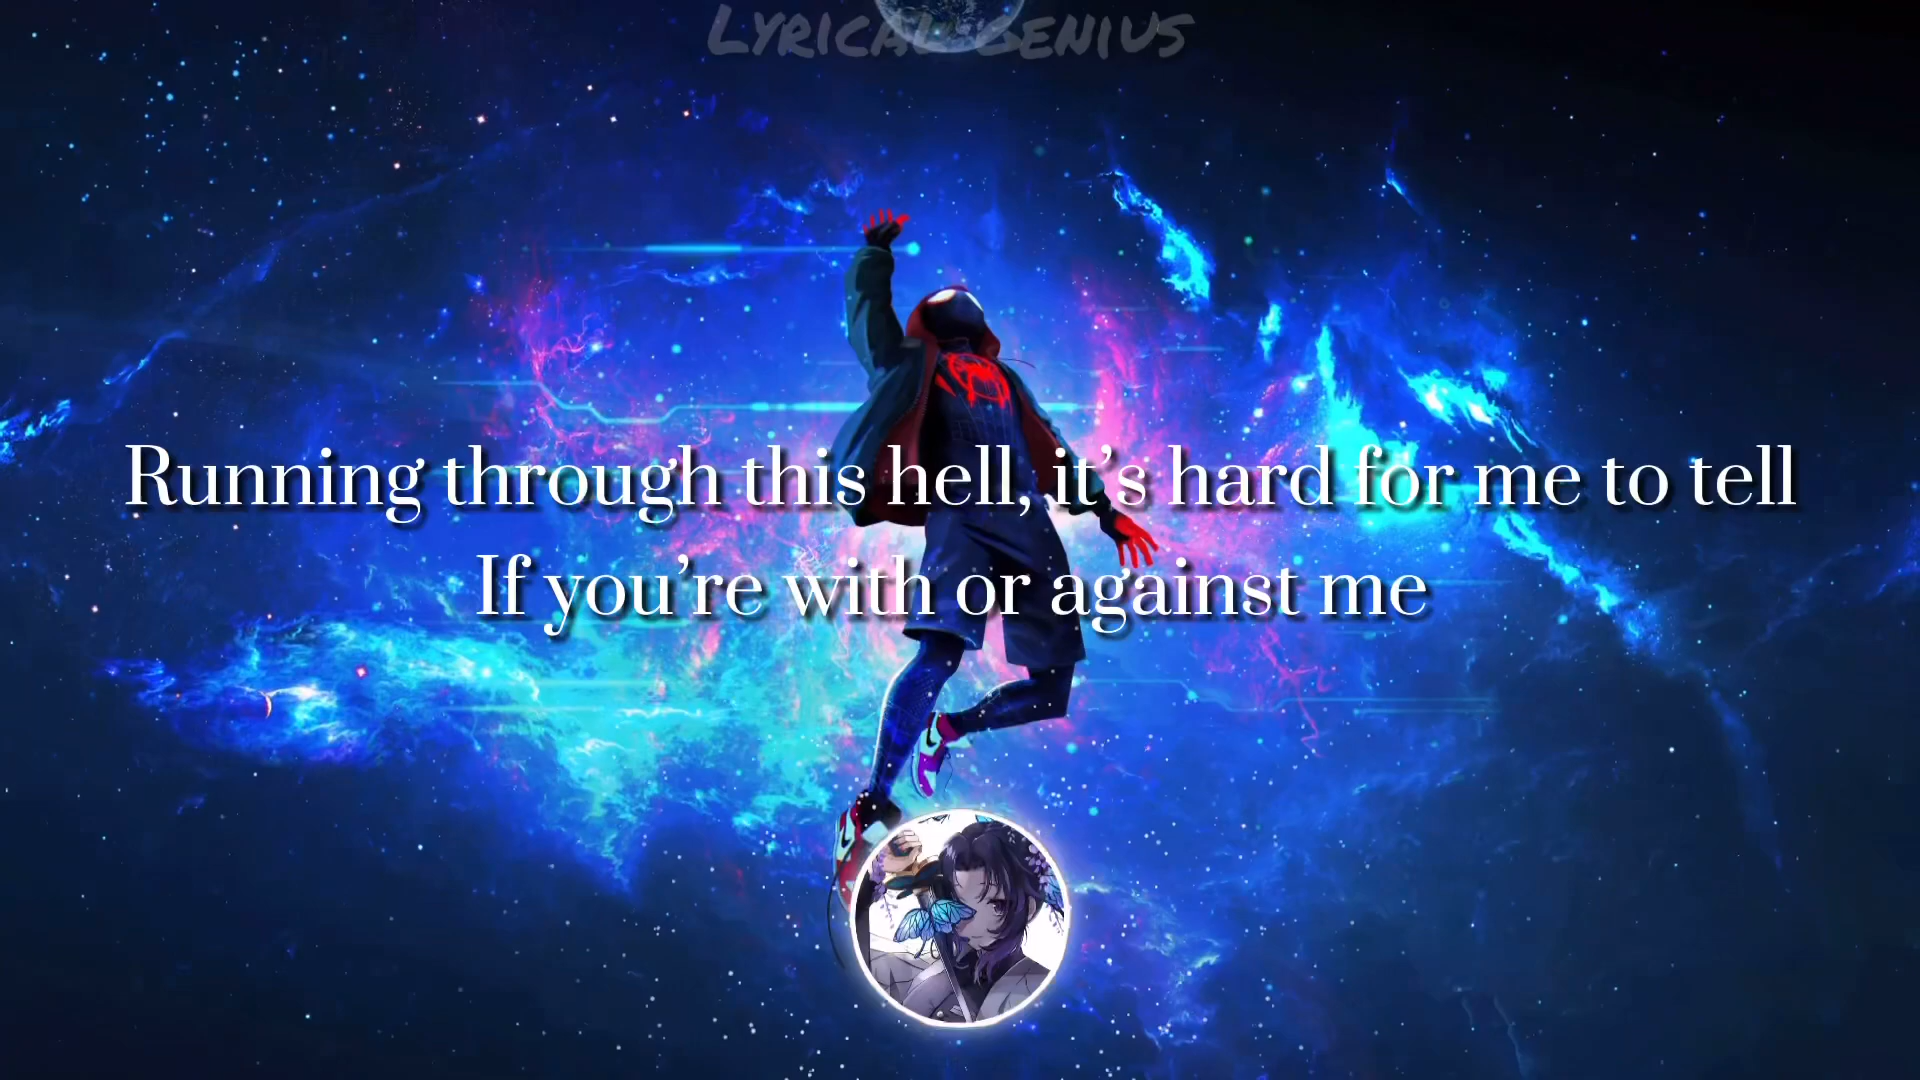 Lyrical genius
Running through this hell, it’s hard for me to tell
If you’re with or against me